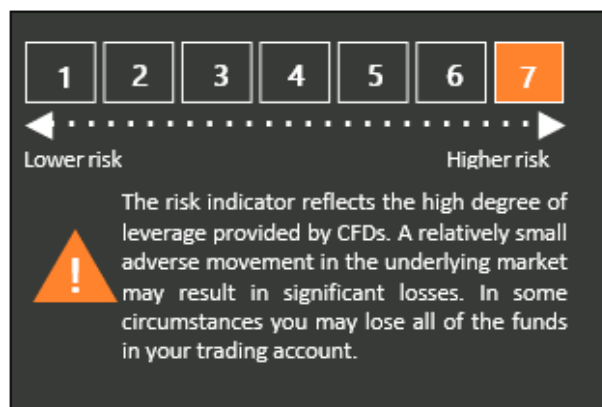 1 2 3 4 5 6 7
Lower risk Higher risk
The risk indicator reflects the high degree of
leverage provided by CFDs. A relatively small
adverse movement in the underlying market
may result in significant losses. In some
circumstances you may lose all of the funds
in your trading account.
!